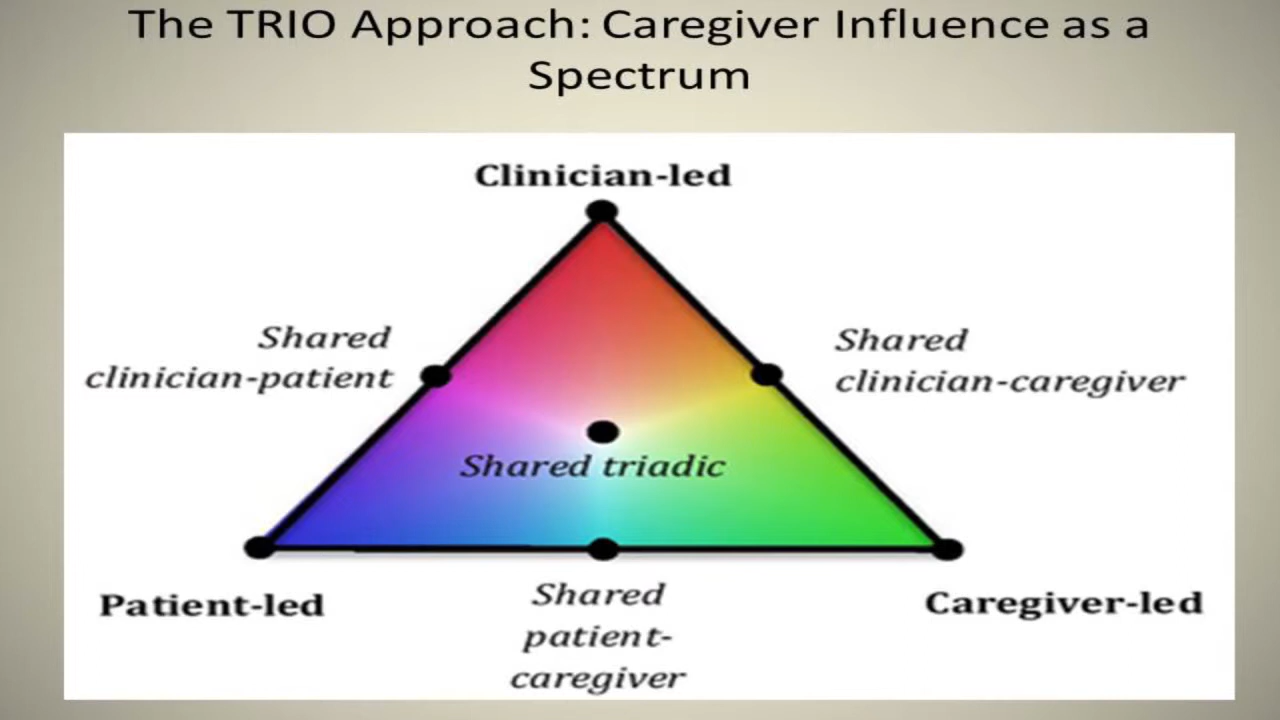 The TRIO Approach: Caregiver Influence as a
Spectrum
Clinician-led
Shared
clinician-patient
Shared
clinician-caregiver
Shared triadic
Patient-led
Shared
patient-
caregiver
Caregiver-led